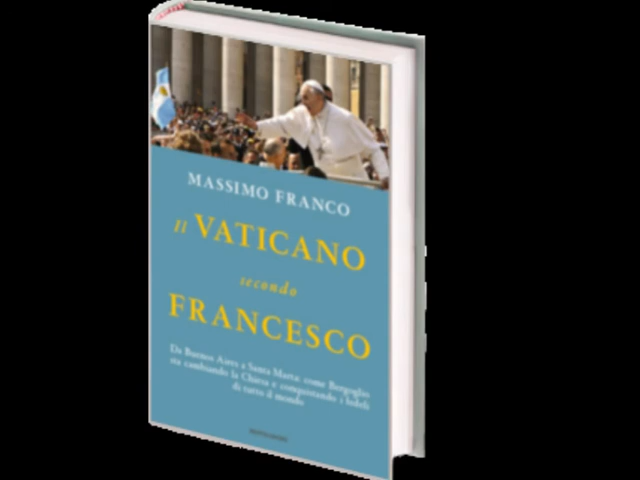 MASSIMO FRANCO
Il VATICANO
secondo
FRANCESCO
Da Buenos Aires a Santa Marta: come Bergoglio
sta cambiando la Chiesa e conquistando i fedeli
di tutto il mondo
MONDADORI